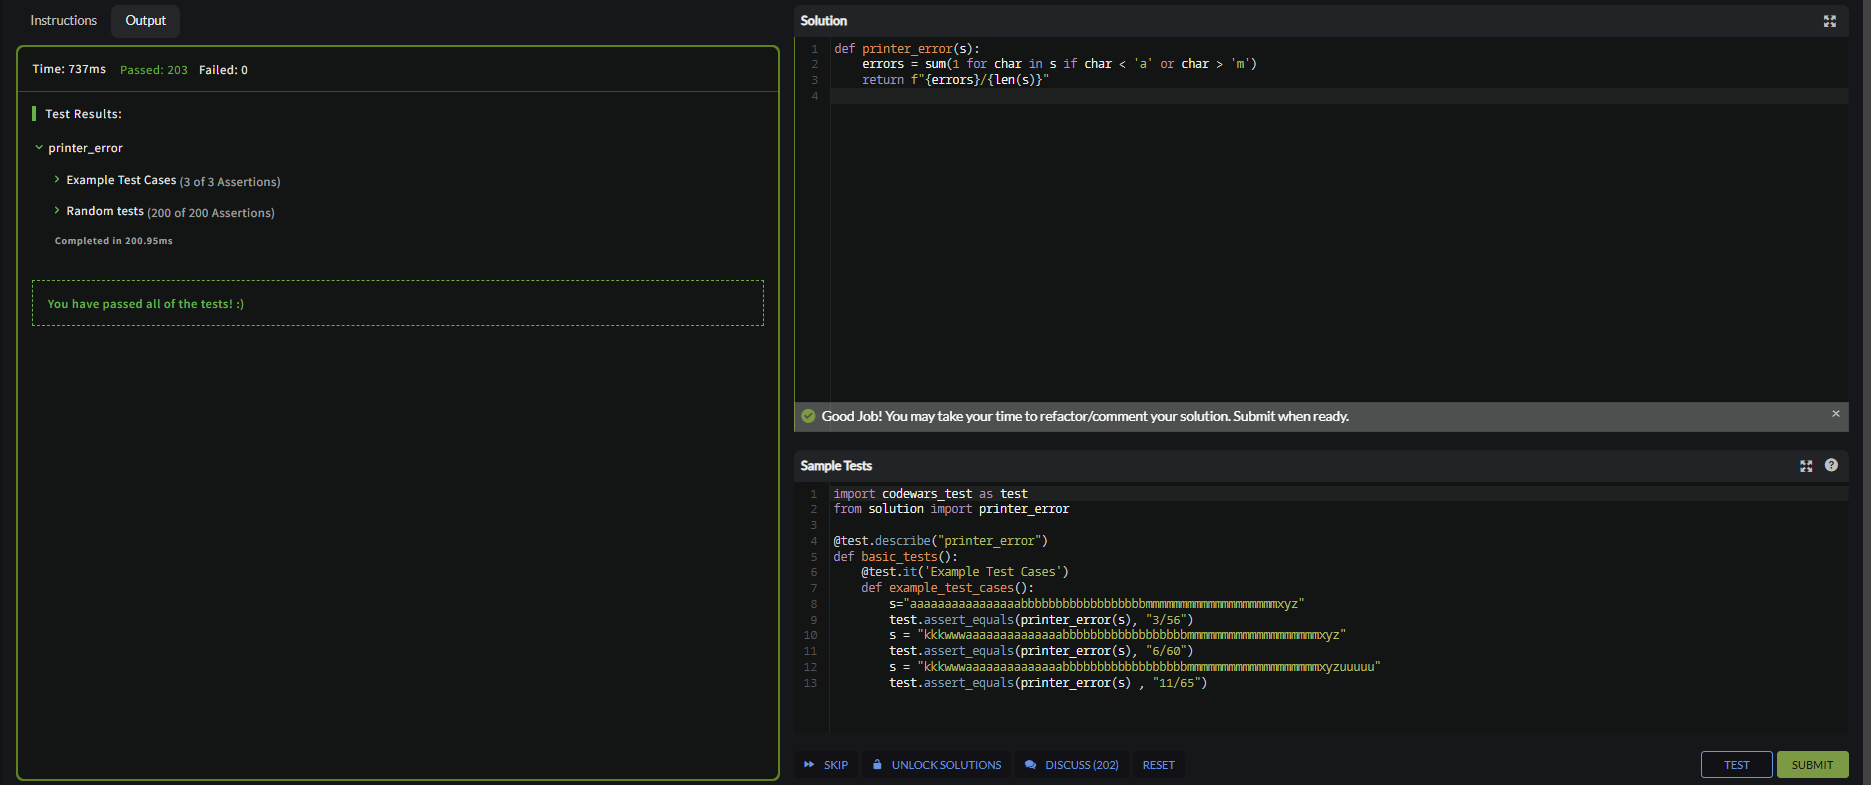 Instructions Output
Time: 737ms Passed: 203 Failed: 0
Test Results:
printer_error
Example Test Cases (3 of 3 Assertions)
Random tests (200 of 200 Assertions)
Completed in 200.95ms
You have passed all of the tests! :)
Solution
1 def printer_error(s):
2     errors = sum(1 for char in s if char < 'a' or char > 'm')
3     return f"{errors}/{len(s)}"
4
Good Job! You may take your time to refactor/comment your solution. Submit when ready.
Sample Tests
1 import codewars_test as test
2 from solution import printer_error
3
4 @test.describe("printer_error")
5 def basic_tests():
6     @test.it('Example Test Cases')
7     def example_test_cases():
8         s="aaaaaaaaaaaaaaaabbbbbbbbbbbbbbbbbbmmmmmmmmmmmmmmmmmmmxyz"
9         test.assert_equals(printer_error(s), "3/56")
10         s = "kkkwwwaaaaaaaaaaaaaabbbbbbbbbbbbbbbbbbmmmmmmmmmmmmmmmmmmmxyz"
11         test.assert_equals(printer_error(s), "6/60")
12         s = "kkkwwwaaaaaaaaaaaaaabbbbbbbbbbbbbbbbbbmmmmmmmmmmmmmmmmmmmxyzuuuuu"
13         test.assert_equals(printer_error(s) , "11/65")
SKIP UNLOCK SOLUTIONS DISCUSS (202) RESET TEST SUBMIT